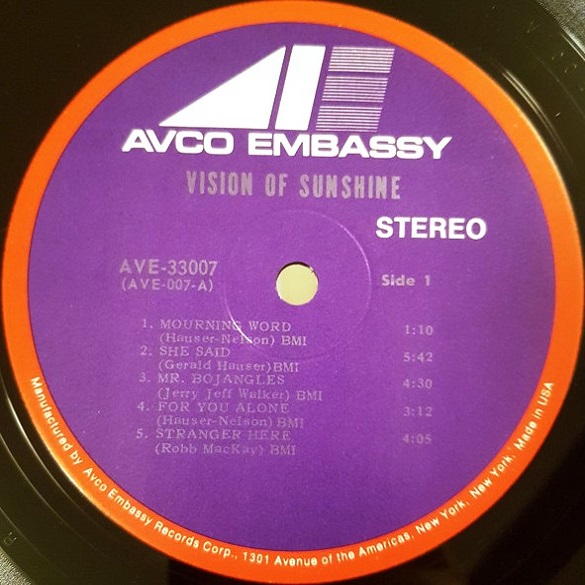 AVCO EMBASSY
VISION OF SUNSHINE
STEREO
AVE-33007
(AVE-007-A)
Side 1
1. MOURNING WORD 1:10
(Hauser-Nelson) BMI
2. SHE SAID 5:42
(Gerald Hauser) BMI
3. MR. BOJANGLES 4:30
(Jerry Jeff Walker) BMI
4. FOR YOU ALONE 3:12
(Hauser-Nelson) BMI
5. STRANGER HERE 4:05
(Robb MacKay) BMI
Manufactured by Avco Embassy Records Corp., 1301 Avenue of the Americas, New York, New York. Made in USA